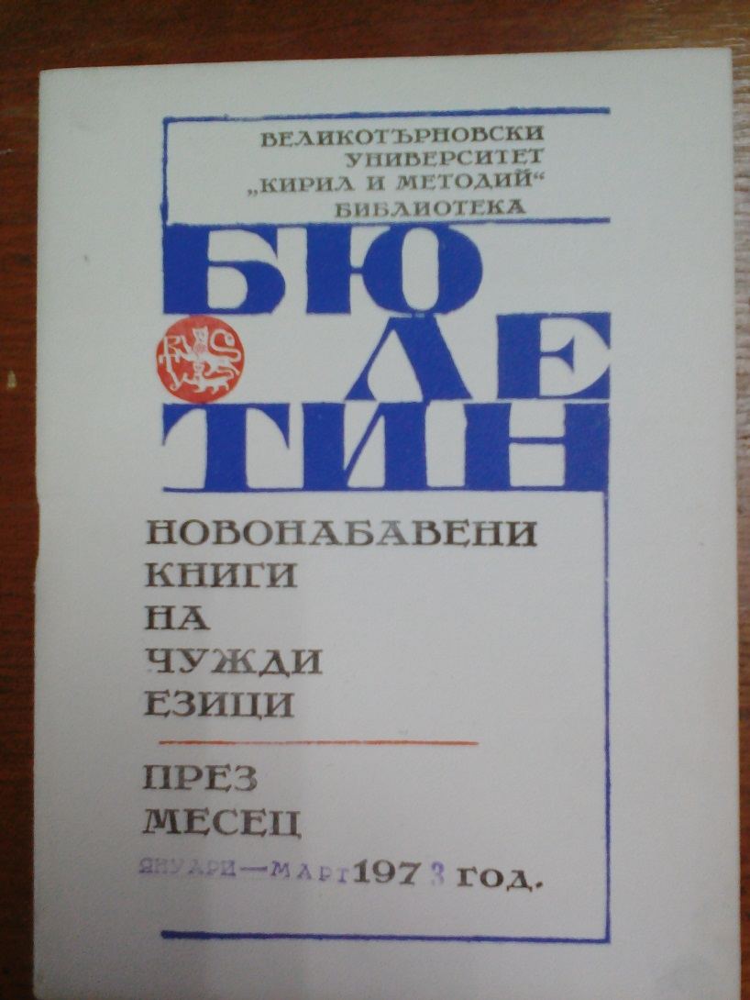 ВЕЛИКОТЪРНОВСКИ
УНИВЕРСИТЕТ
„КИРИЛ И МЕТОДИЙ“
БИБЛИОТЕКА
БЮ
ЛЕ
ТИН
НОВОНАБАВЕНИ
КНИГИ
НА
ЧУЖДИ
ЕЗИЦИ
ПРЕЗ
МЕСЕЦ
ЯНУАРИ—МАРТ 1973 ГОД.